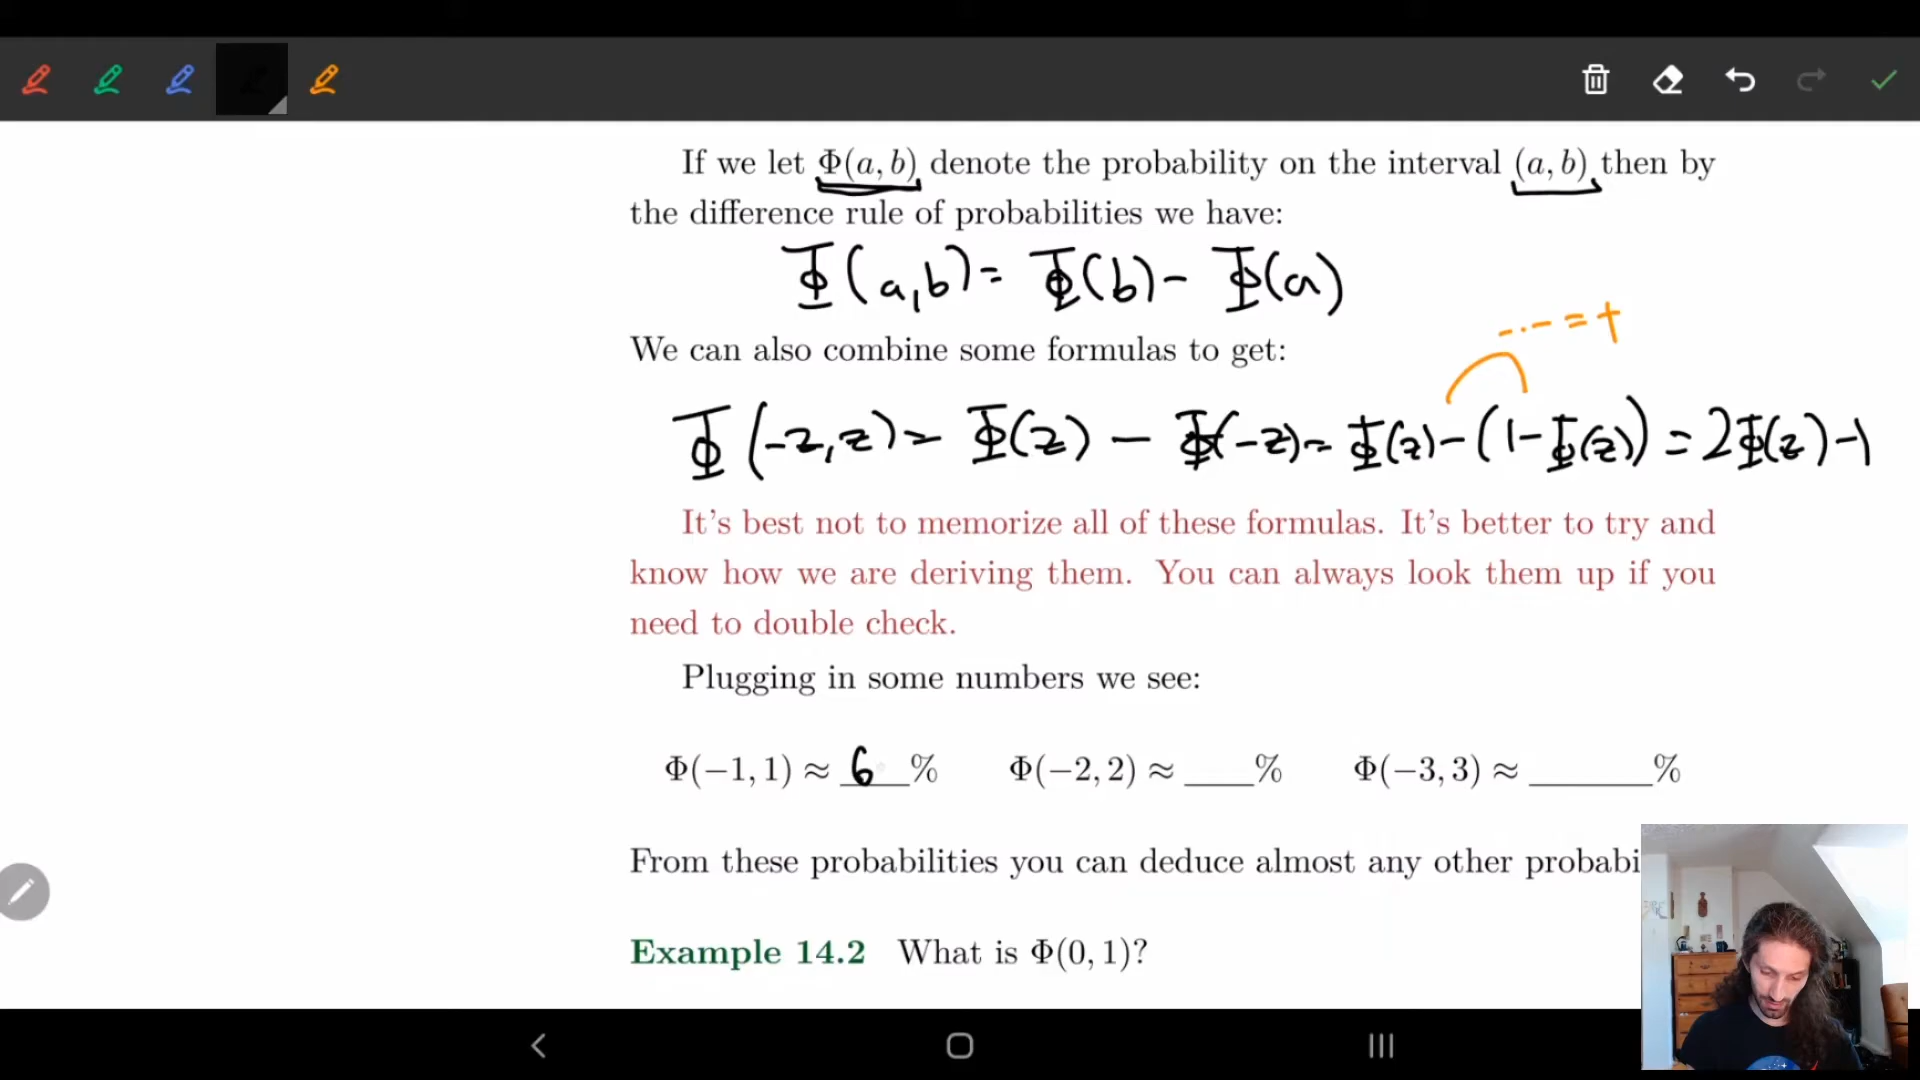 If we let Φ(a, b) denote the probability on the interval (a, b) then by
the difference rule of probabilities we have:
Φ(a,b) = Φ(b) - Φ(a)
We can also combine some formulas to get:
--·-- = +
Φ(-z,z) = Φ(z) - Φ(-z) = Φ(z) - (1-Φ(z)) = 2Φ(z)-1
It's best not to memorize all of these formulas. It's better to try and
know how we are deriving them. You can always look them up if you
need to double check.
Plugging in some numbers we see:
Φ(−1, 1) ≈ 6__% Φ(−2, 2) ≈ ___% Φ(−3, 3) ≈ ______%
From these probabilities you can deduce almost any other probabi
Example 14.2 What is Φ(0, 1)?